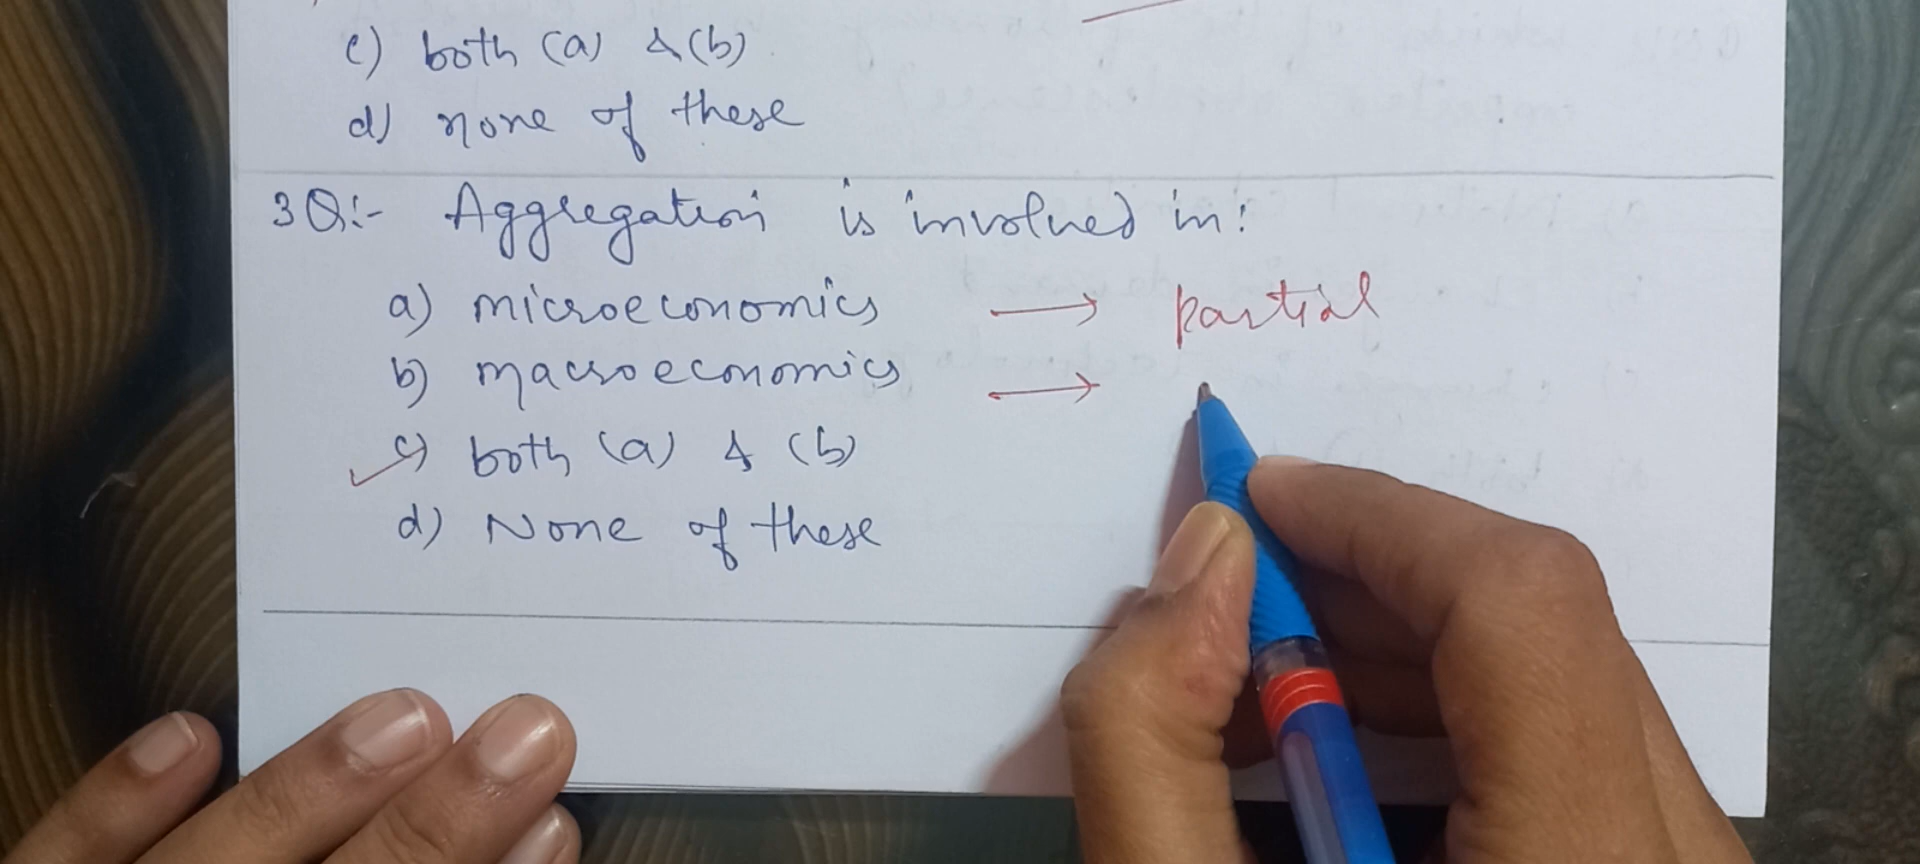 c) both (a) & (b)
d) none of these
3Q:- Aggregation is involved in:
a) microeconomics → partial
b) macroeconomics →
c) both (a) & (b)
d) None of these